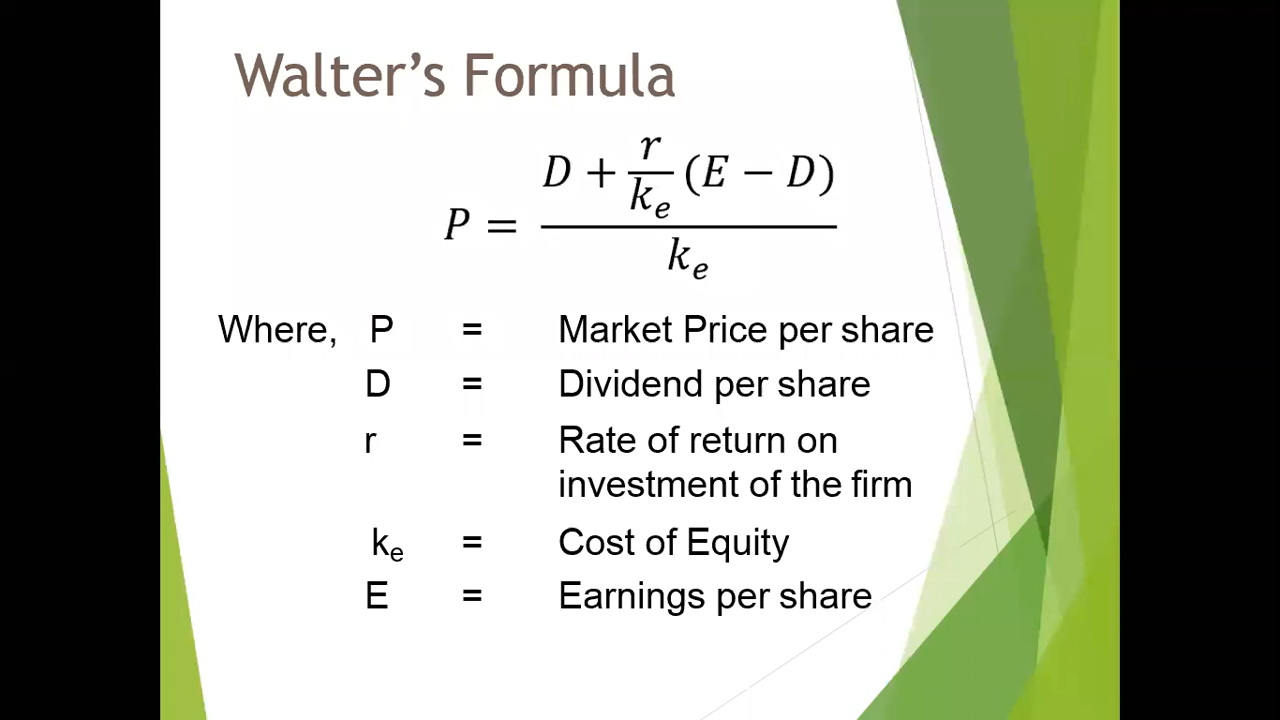 Walter’s Formula
P = (D + r/kₑ (E − D)) / kₑ
Where, P = Market Price per share
D = Dividend per share
r = Rate of return on
investment of the firm
kₑ = Cost of Equity
E = Earnings per share